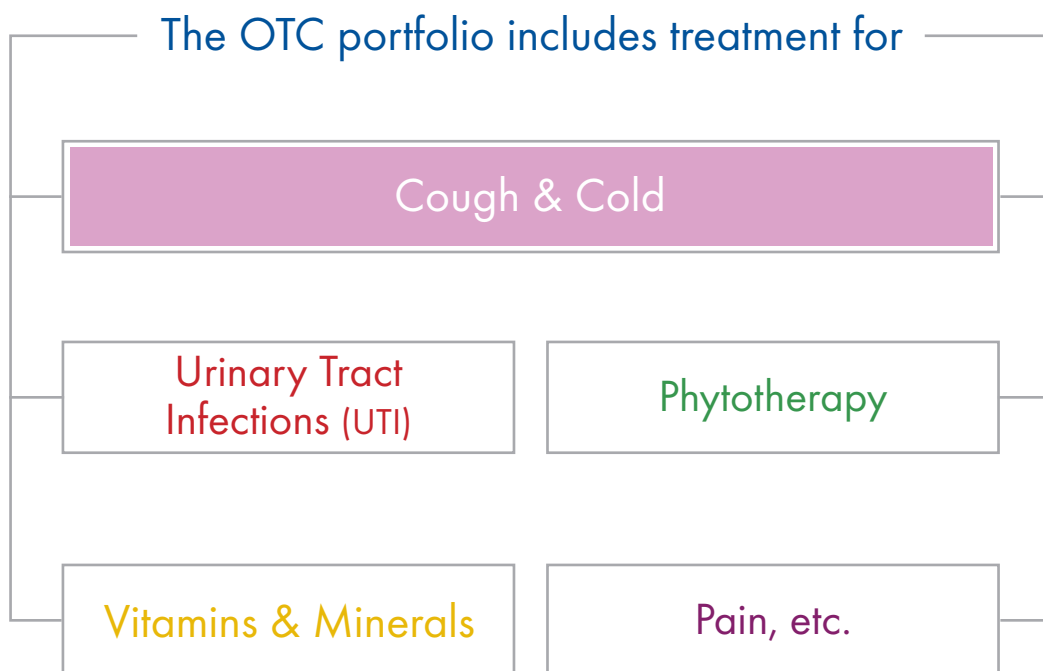 The OTC portfolio includes treatment for
Cough & Cold
Urinary Tract
Infections (UTI)
Phytotherapy
Vitamins & Minerals
Pain, etc.